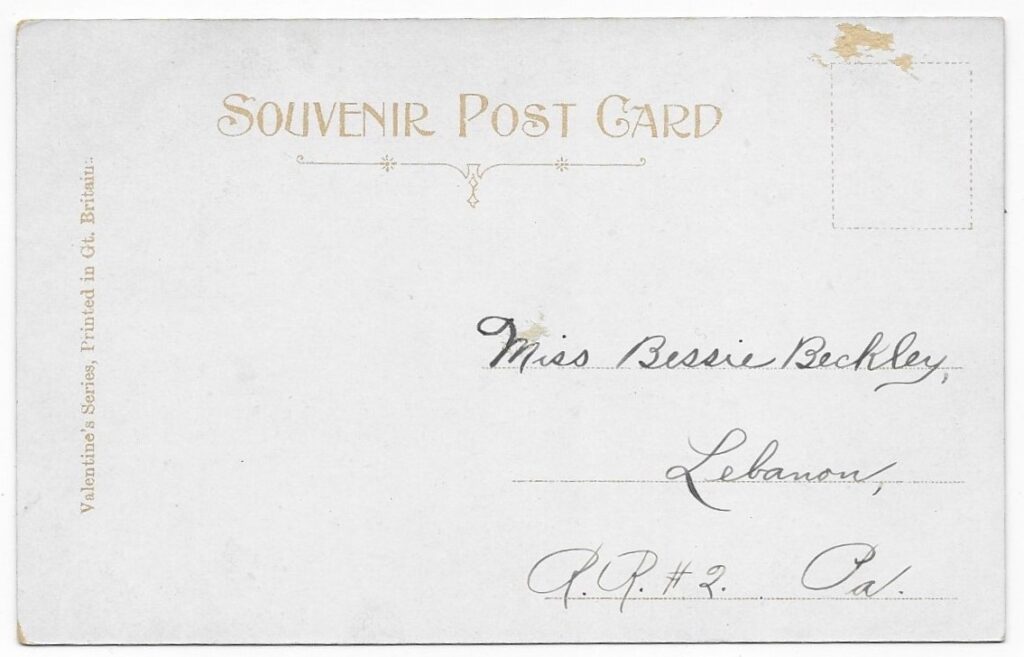 SOUVENIR POST CARD
Valentine's Series, Printed in Gt. Britain.
Miss Bessie Beckley,
Lebanon,
R. R. #2. Pa.